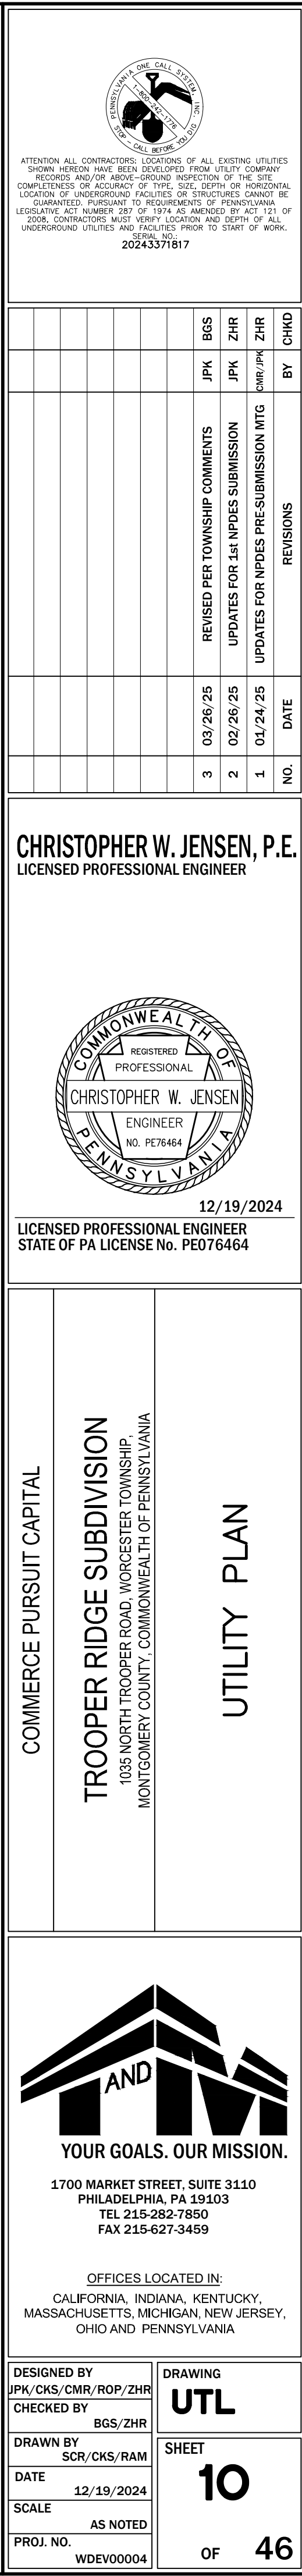 PENNSYLVANIA ONE CALL SYSTEM, INC.
1-800-242-1776
STOP - CALL BEFORE YOU DIG
ATTENTION ALL CONTRACTORS: LOCATIONS OF ALL EXISTING UTILITIES
SHOWN HEREON HAVE BEEN DEVELOPED FROM UTILITY COMPANY
RECORDS AND/OR ABOVE-GROUND INSPECTION OF THE SITE
COMPLETENESS OR ACCURACY OF TYPE, SIZE, DEPTH OR HORIZONTAL
LOCATION OF UNDERGROUND FACILITIES OR STRUCTURES CANNOT BE
GUARANTEED. PURSUANT TO REQUIREMENTS OF PENNSYLVANIA
LEGISLATIVE ACT NUMBER 287 OF 1974 AS AMENDED BY ACT 121 OF
2008, CONTRACTORS MUST VERIFY LOCATION AND DEPTH OF ALL
UNDERGROUND UTILITIES AND FACILITIES PRIOR TO START OF WORK.
SERIAL NO.:
20243371817
3 03/26/25 REVISED PER TOWNSHIP COMMENTS JPK BGS
2 02/26/25 UPDATES FOR 1st NPDES SUBMISSION JPK ZHR
1 01/24/25 UPDATES FOR NPDES PRE-SUBMISSION MTG CMR/JPK ZHR
NO. DATE REVISIONS BY CHKD
CHRISTOPHER W. JENSEN, P.E.
LICENSED PROFESSIONAL ENGINEER
COMMONWEALTH OF
REGISTERED
PROFESSIONAL
CHRISTOPHER W. JENSEN
ENGINEER
NO. PE76464
PENNSYLVANIA
12/19/2024
LICENSED PROFESSIONAL ENGINEER
STATE OF PA LICENSE No. PE076464
COMMERCE PURSUIT CAPITAL
TROOPER RIDGE SUBDIVISION
1035 NORTH TROOPER ROAD, WORCESTER TOWNSHIP,
MONTGOMERY COUNTY, COMMONWEALTH OF PENNSYLVANIA
UTILITY PLAN
T AND M
YOUR GOALS. OUR MISSION.
1700 MARKET STREET, SUITE 3110
PHILADELPHIA, PA 19103
TEL 215-282-7850
FAX 215-627-3459
OFFICES LOCATED IN:
CALIFORNIA, INDIANA, KENTUCKY,
MASSACHUSETTS, MICHIGAN, NEW JERSEY,
OHIO AND PENNSYLVANIA
DESIGNED BY
JPK/CKS/CMR/ROP/ZHR
CHECKED BY
BGS/ZHR
DRAWN BY
SCR/CKS/RAM
DATE
12/19/2024
SCALE
AS NOTED
PROJ. NO.
WDEV00004
DRAWING
UTL
SHEET
10
OF 46